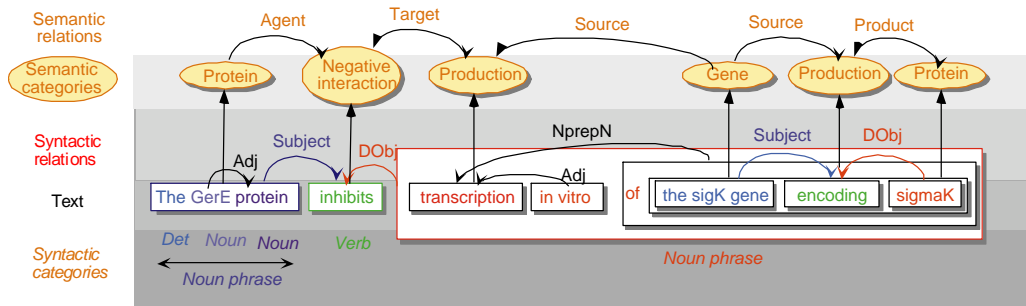 Semantic relations
Agent
Target
Source
Source
Product
Semantic categories
Protein
Negative interaction
Production
Gene
Production
Protein
Syntactic relations
Adj
Subject
DObj
NprepN
Adj
Subject
DObj
Text
The GerE protein
inhibits
transcription
in vitro
of
the sigK gene
encoding
sigmaK
Syntactic categories
Det
Noun
Noun
Verb
Noun phrase
Noun phrase